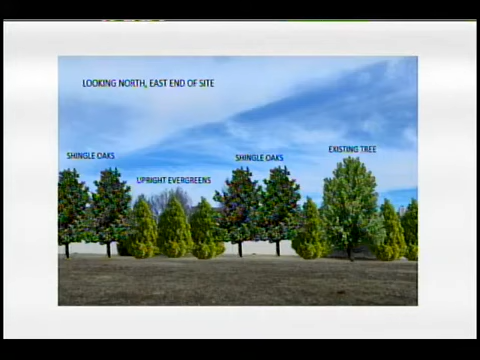 LOOKING NORTH, EAST END OF SITE
EXISTING TREE
SHINGLE OAKS
SHINGLE OAKS
UPRIGHT EVERGREENS